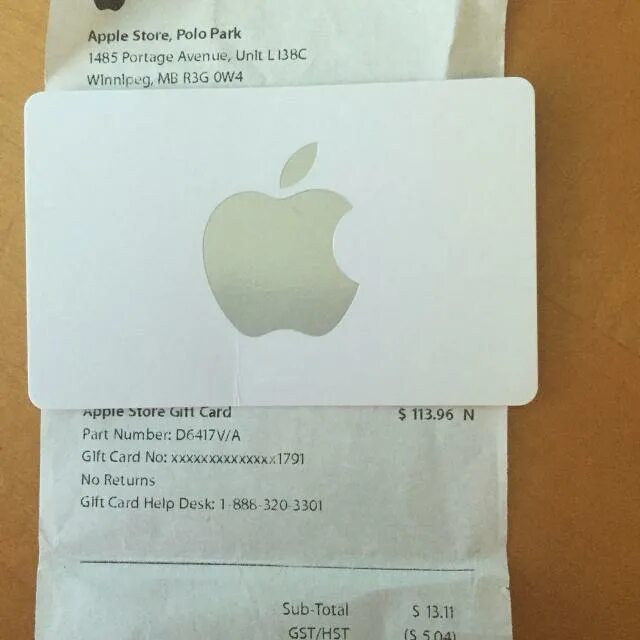 Apple Store, Polo Park
1485 Portage Avenue, Unit L138C
Winnipeg, MB R3G 0W4
Apple Store Gift Card $ 113.96 N
Part Number: D6417V/A
Gift Card No: xxxxxxxxxxxxxx1791
No Returns
Gift Card Help Desk: 1-888-320-3301
Sub-Total $ 13.11
GST/HST ($ 5.04)